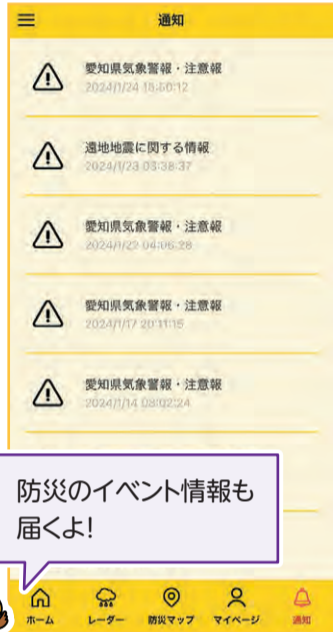 通知
愛知県気象警報・注意報
2024/1/24 18:50:12
遠地地震に関する情報
2024/1/23 03:38:37
愛知県気象警報・注意報
2024/1/22 04:06:28
愛知県気象警報・注意報
2024/1/17 20:11:15
愛知県気象警報・注意報
2024/1/14 08:02:24
防災のイベント情報も
届くよ!
ホーム レーダー 防災マップ マイページ 通知